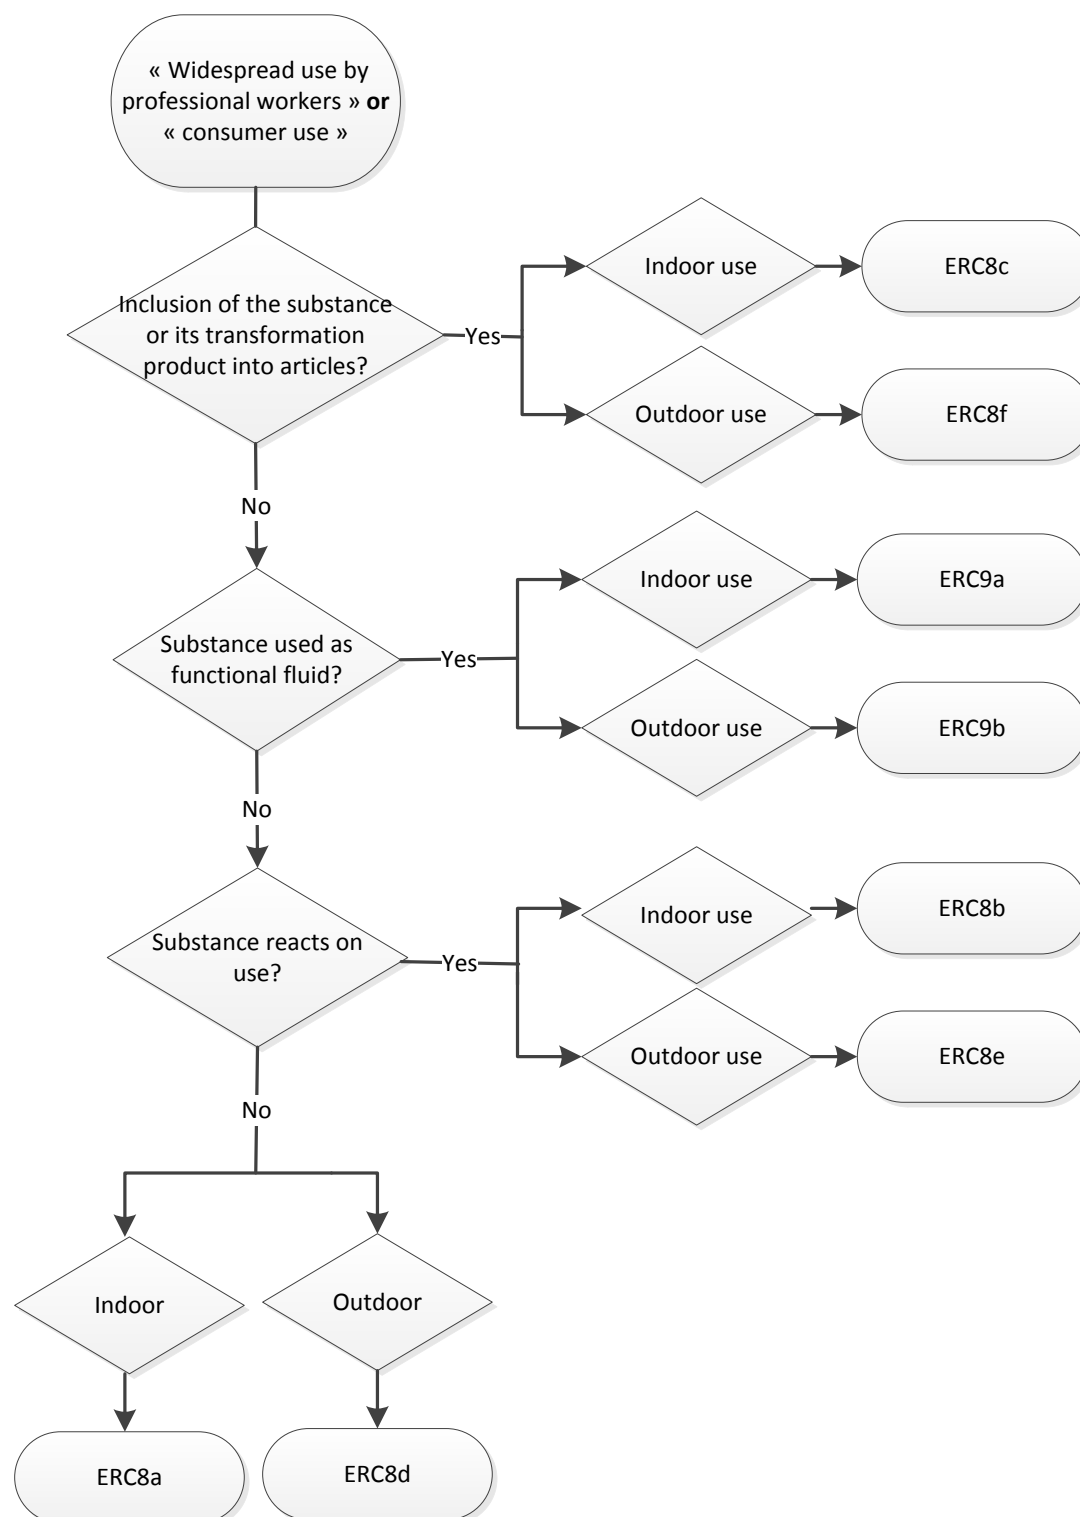 « Widespread use by
professional workers » or
« consumer use »
Inclusion of the substance
or its transformation
product into articles?
Yes
Indoor use
ERC8c
Outdoor use
ERC8f
No
Substance used as
functional fluid?
Yes
Indoor use
ERC9a
Outdoor use
ERC9b
No
Substance reacts on
use?
Yes
Indoor use
ERC8b
Outdoor use
ERC8e
No
Indoor
Outdoor
ERC8a
ERC8d